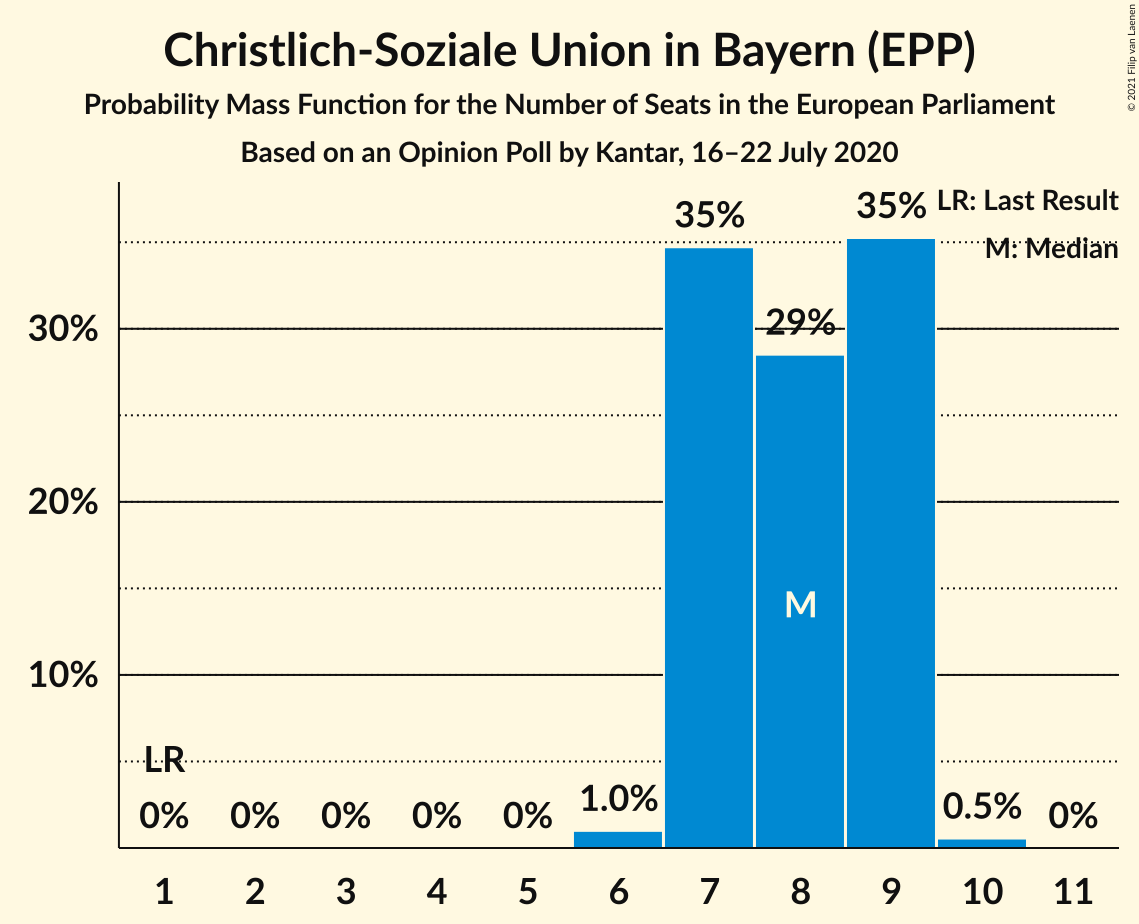 Christlich-Soziale Union in Bayern (EPP)
Probability Mass Function for the Number of Seats in the European Parliament
Based on an Opinion Poll by Kantar, 16–22 July 2020
© 2021 Filip van Laenen
LR: Last Result
M: Median
35%
35%
29%
30%
20%
10%
M
LR
0%
0%
0%
0%
0%
1.0%
0.5%
0%
1 2 3 4 5 6 7 8 9 10 11